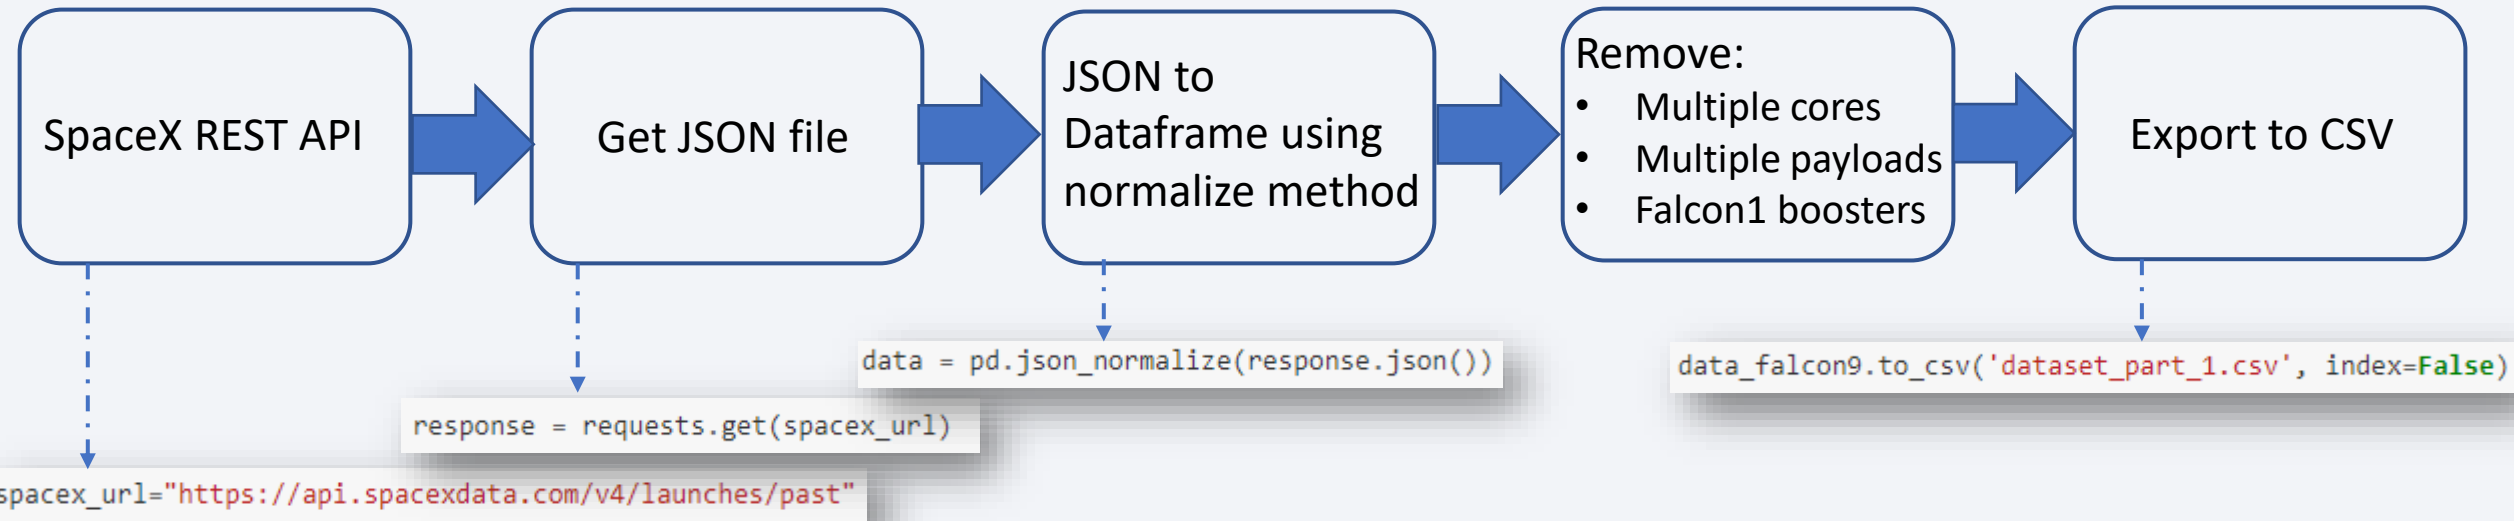 SpaceX REST API
Get JSON file
JSON to
Dataframe using
normalize method
Remove:
• Multiple cores
• Multiple payloads
• Falcon1 boosters
Export to CSV
data = pd.json_normalize(response.json())
data_falcon9.to_csv('dataset_part_1.csv', index=False)
response = requests.get(spacex_url)
spacex_url="https://api.spacexdata.com/v4/launches/past"